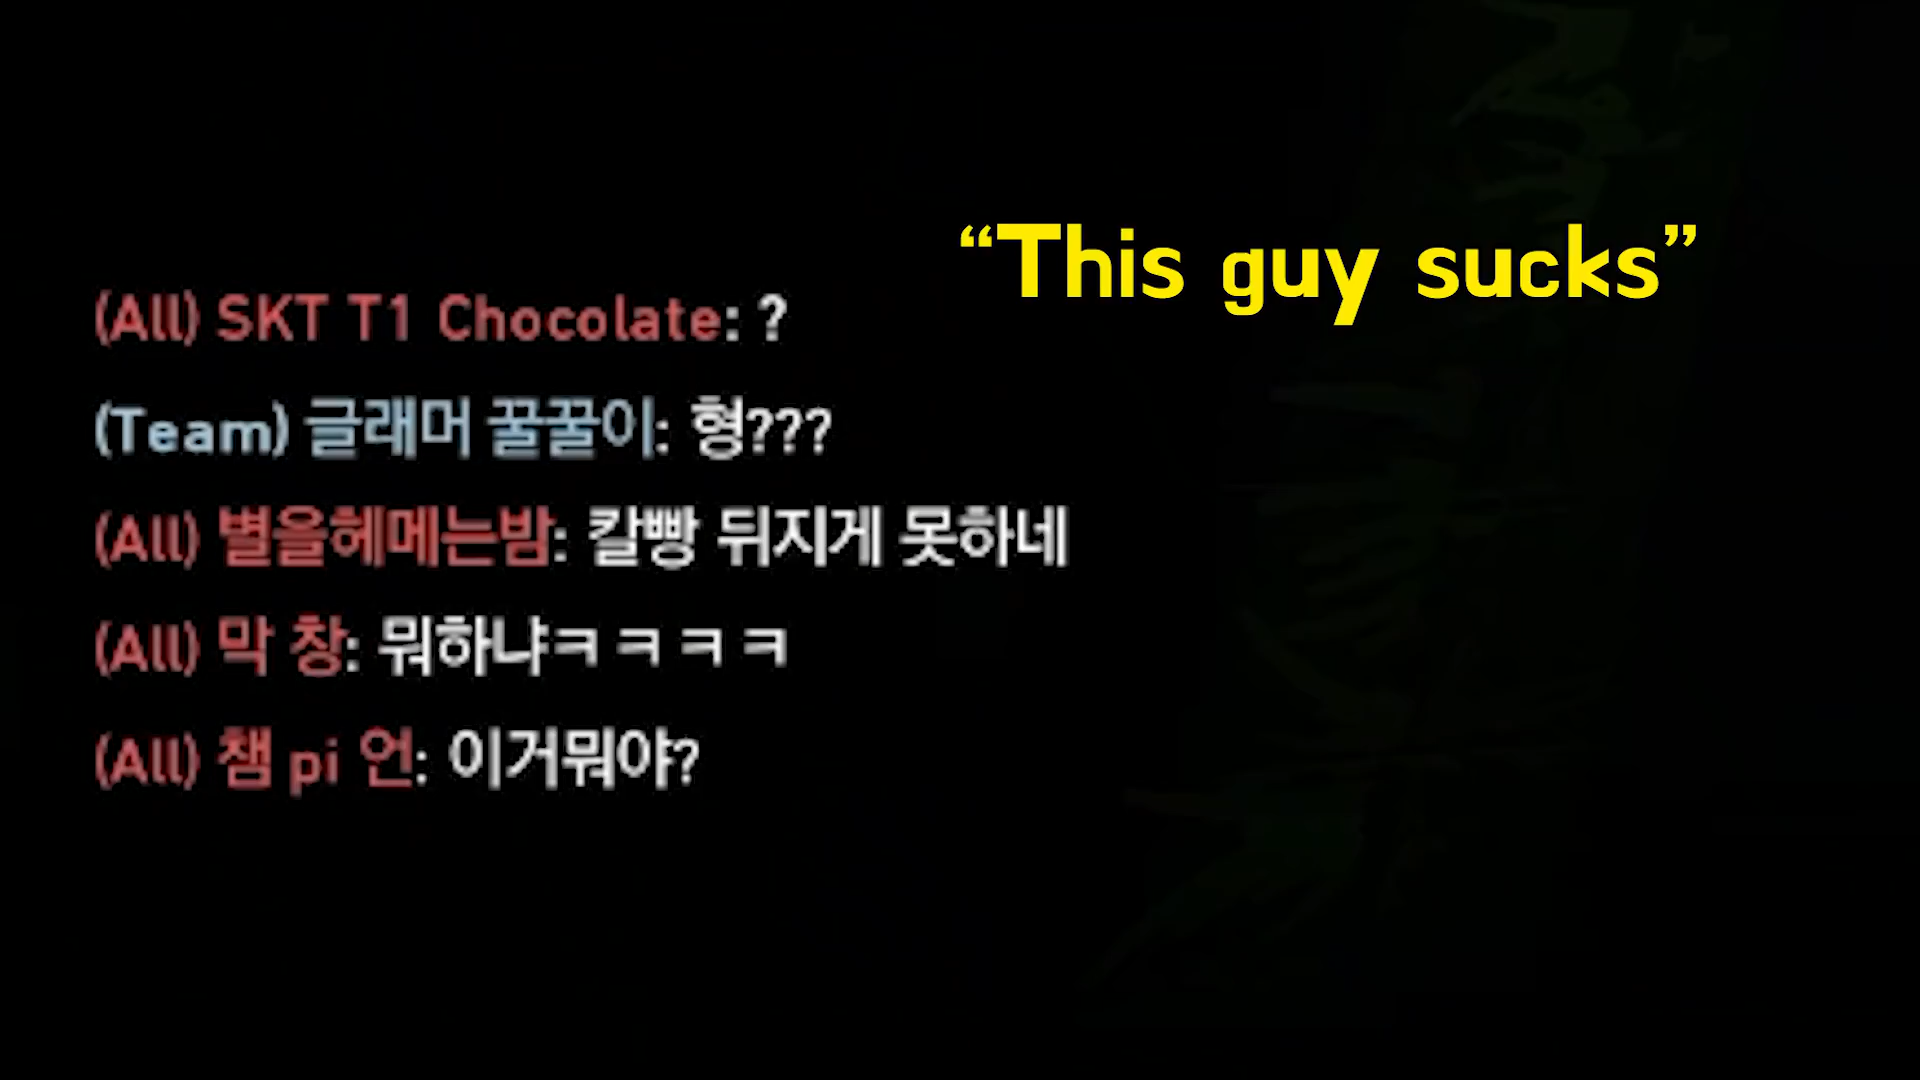 “This guy sucks”
(All) SKT T1 Chocolate: ?
(Team) 글래머 꿀꿀이: 형???
(All) 별을헤메는밤: 칼빵 뒤지게 못하네
(All) 막 창: 뭐하냐ㅋㅋㅋㅋ
(All) 챔 pi 언: 이거뭐야?